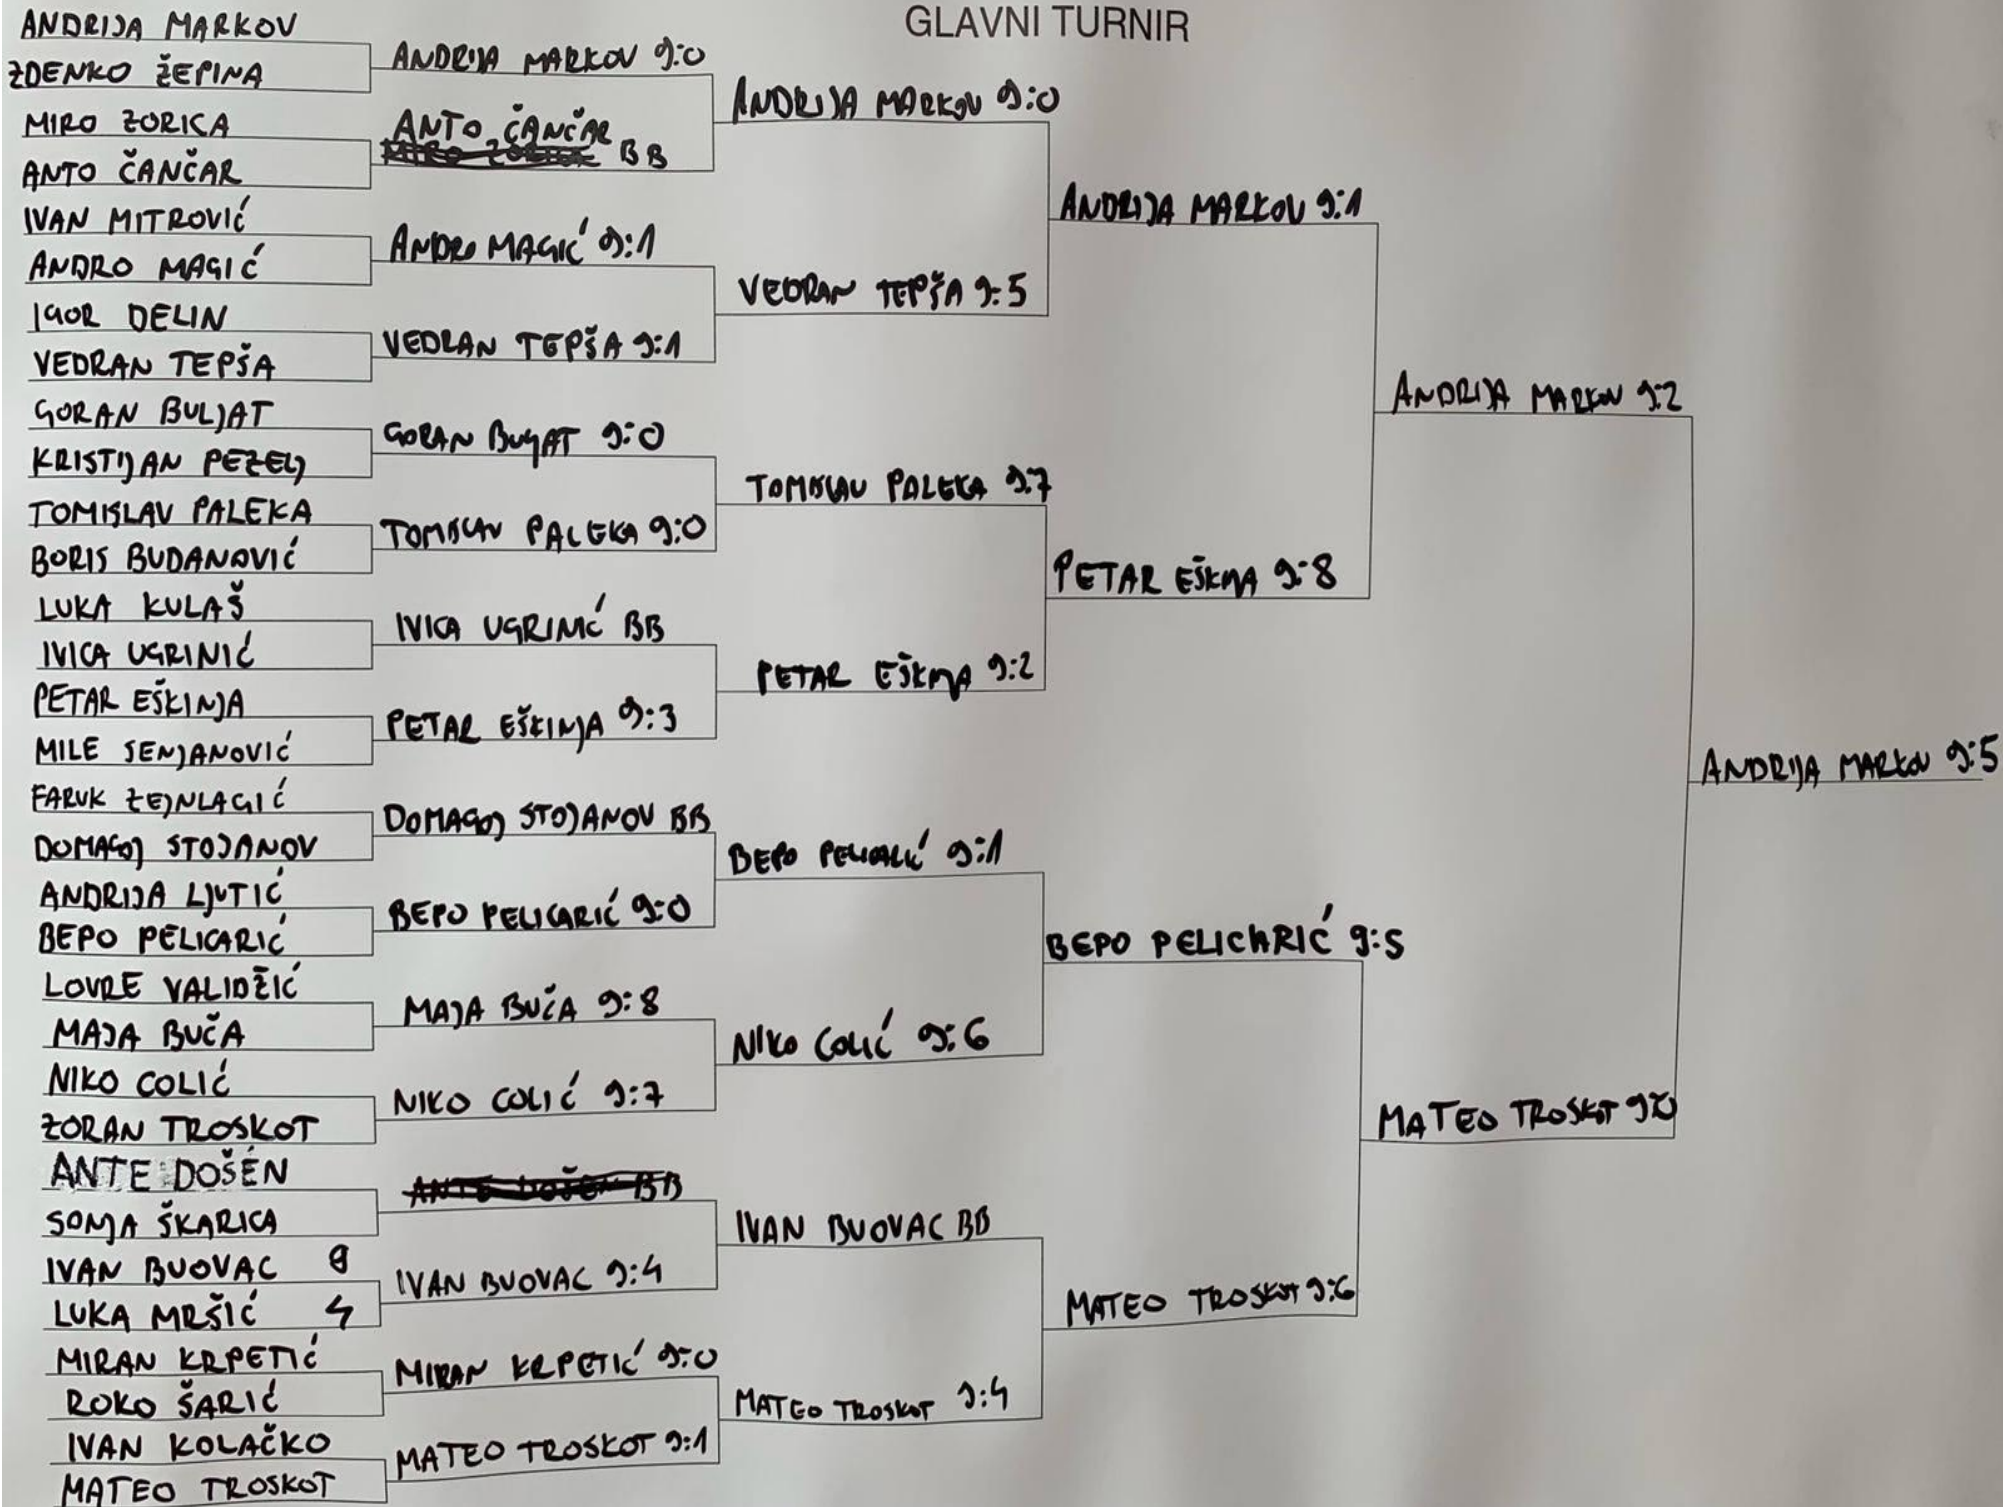 GLAVNI TURNIR
ANDRIJA MARKOV
ZDENKO ŽEPINA
MIRO ZORICA
ANTO ČANČAR
IVAN MITROVIĆ
ANDRO MAGIĆ
IGOR DELIN
VEDRAN TEPŠA
GORAN BULJAT
KRISTIJAN PEZELJ
TOMISLAV PALEKA
BORIS BUDANOVIĆ
LUKA KULAŠ
IVICA UGRINIĆ
PETAR EŠKINJA
MILE SENJANOVIĆ
FARUK ZEJNLAGIĆ
DOMAGOJ STOJANOV
ANDRIJA LJUTIĆ
BEPO PELICARIĆ
LOVRE VALIDŽIĆ
MAJA BUČA
NIKO COLIĆ
ZORAN TROSKOT
ANTE DOŠEN
SONJA ŠKARICA
IVAN BUOVAC 9
LUKA MRŠIĆ 4
MIRAN KRPETIĆ
ROKO ŠARIĆ
IVAN KOLAČKO
MATEO TROSKOT
ANDRIJA MARKOV 9:0
ANTO ČANČAR
MIRO ZORICA BB
ANDRO MAGIĆ 9:1
VEDRAN TEPŠA 9:1
GORAN BULJAT 9:0
TOMISLAV PALEKA 9:0
IVICA UGRINIĆ BB
PETAR EŠKINJA 9:3
DOMAGOJ STOJANOV BB
BEPO PELICARIĆ 9:0
MAJA BUČA 9:8
NIKO COLIĆ 9:7
ANTE DOŠEN BB
IVAN BUOVAC 9:4
MIRAN KRPETIĆ 9:0
MATEO TROSKOT 9:1
ANDRIJA MARKOV 9:0
VEDRAN TEPŠA 9:5
TOMISLAV PALEKA 9:7
PETAR EŠKINJA 9:2
BEPO PELICARIĆ 9:1
NIKO COLIĆ 9:6
IVAN BUOVAC BB
MATEO TROSKOT 9:4
ANDRIJA MARKOV 9:1
PETAR EŠKINJA 9:8
BEPO PELICARIĆ 9:5
MATEO TROSKOT 9:6
ANDRIJA MARKOV 9:2
MATEO TROSKOT
ANDRIJA MARKOV 9:5